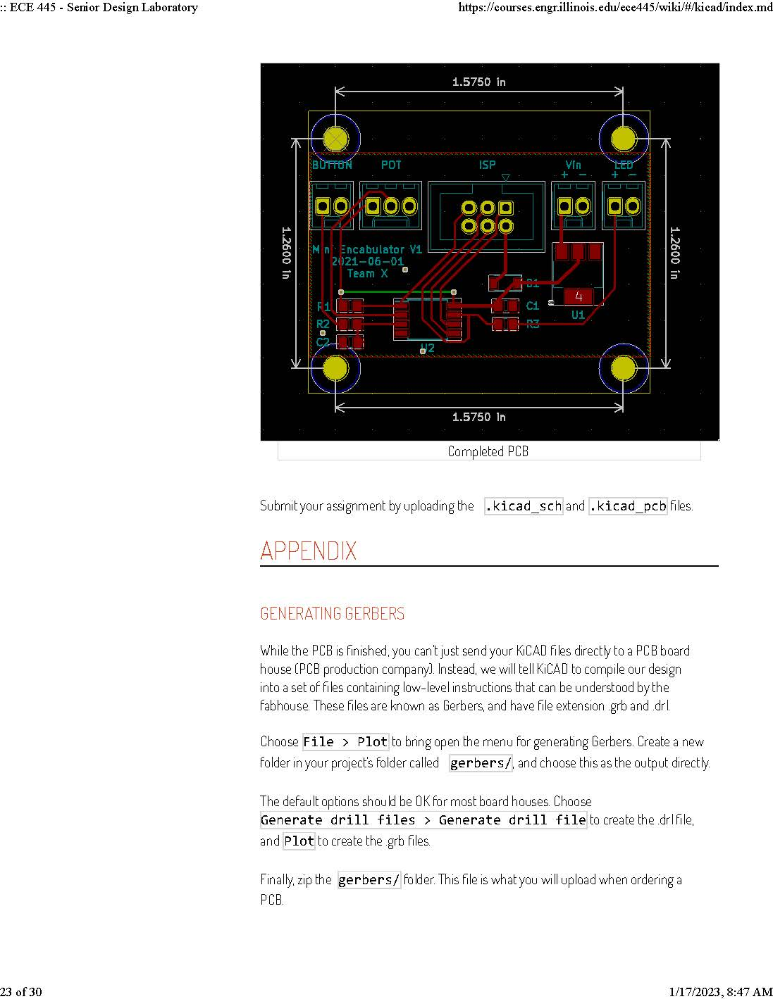 :: ECE 445 - Senior Design Laboratory
https://courses.engr.illinois.edu/ece445/wiki/#/kicad/index.md
1.5750 in
BUTTON POT ISP Vin LED
+ - + -
1.2600 in
1.2600 in
Mini Encabulator V1
2021-06-01
Team X
D1
4
R1 C1
U1
R2 R3
C2
U2
1.5750 in
Completed PCB
Submit your assignment by uploading the .kicad_sch and .kicad_pcb files.
APPENDIX
GENERATING GERBERS
While the PCB is finished, you can't just send your KiCAD files directly to a PCB board
house (PCB production company). Instead, we will tell KiCAD to compile our design
into a set of files containing low-level instructions that can be understood by the
fabhouse. These files are known as Gerbers, and have file extension .grb and .drl.
Choose File > Plot to bring open the menu for generating Gerbers. Create a new
folder in your project's folder called gerbers/, and choose this as the output directly.
The default options should be OK for most board houses. Choose
Generate drill files > Generate drill file to create the .drl file,
and Plot to create the .grb files.
Finally, zip the gerbers/ folder. This file is what you will upload when ordering a
PCB.
23 of 30
1/17/2023, 8:47 AM